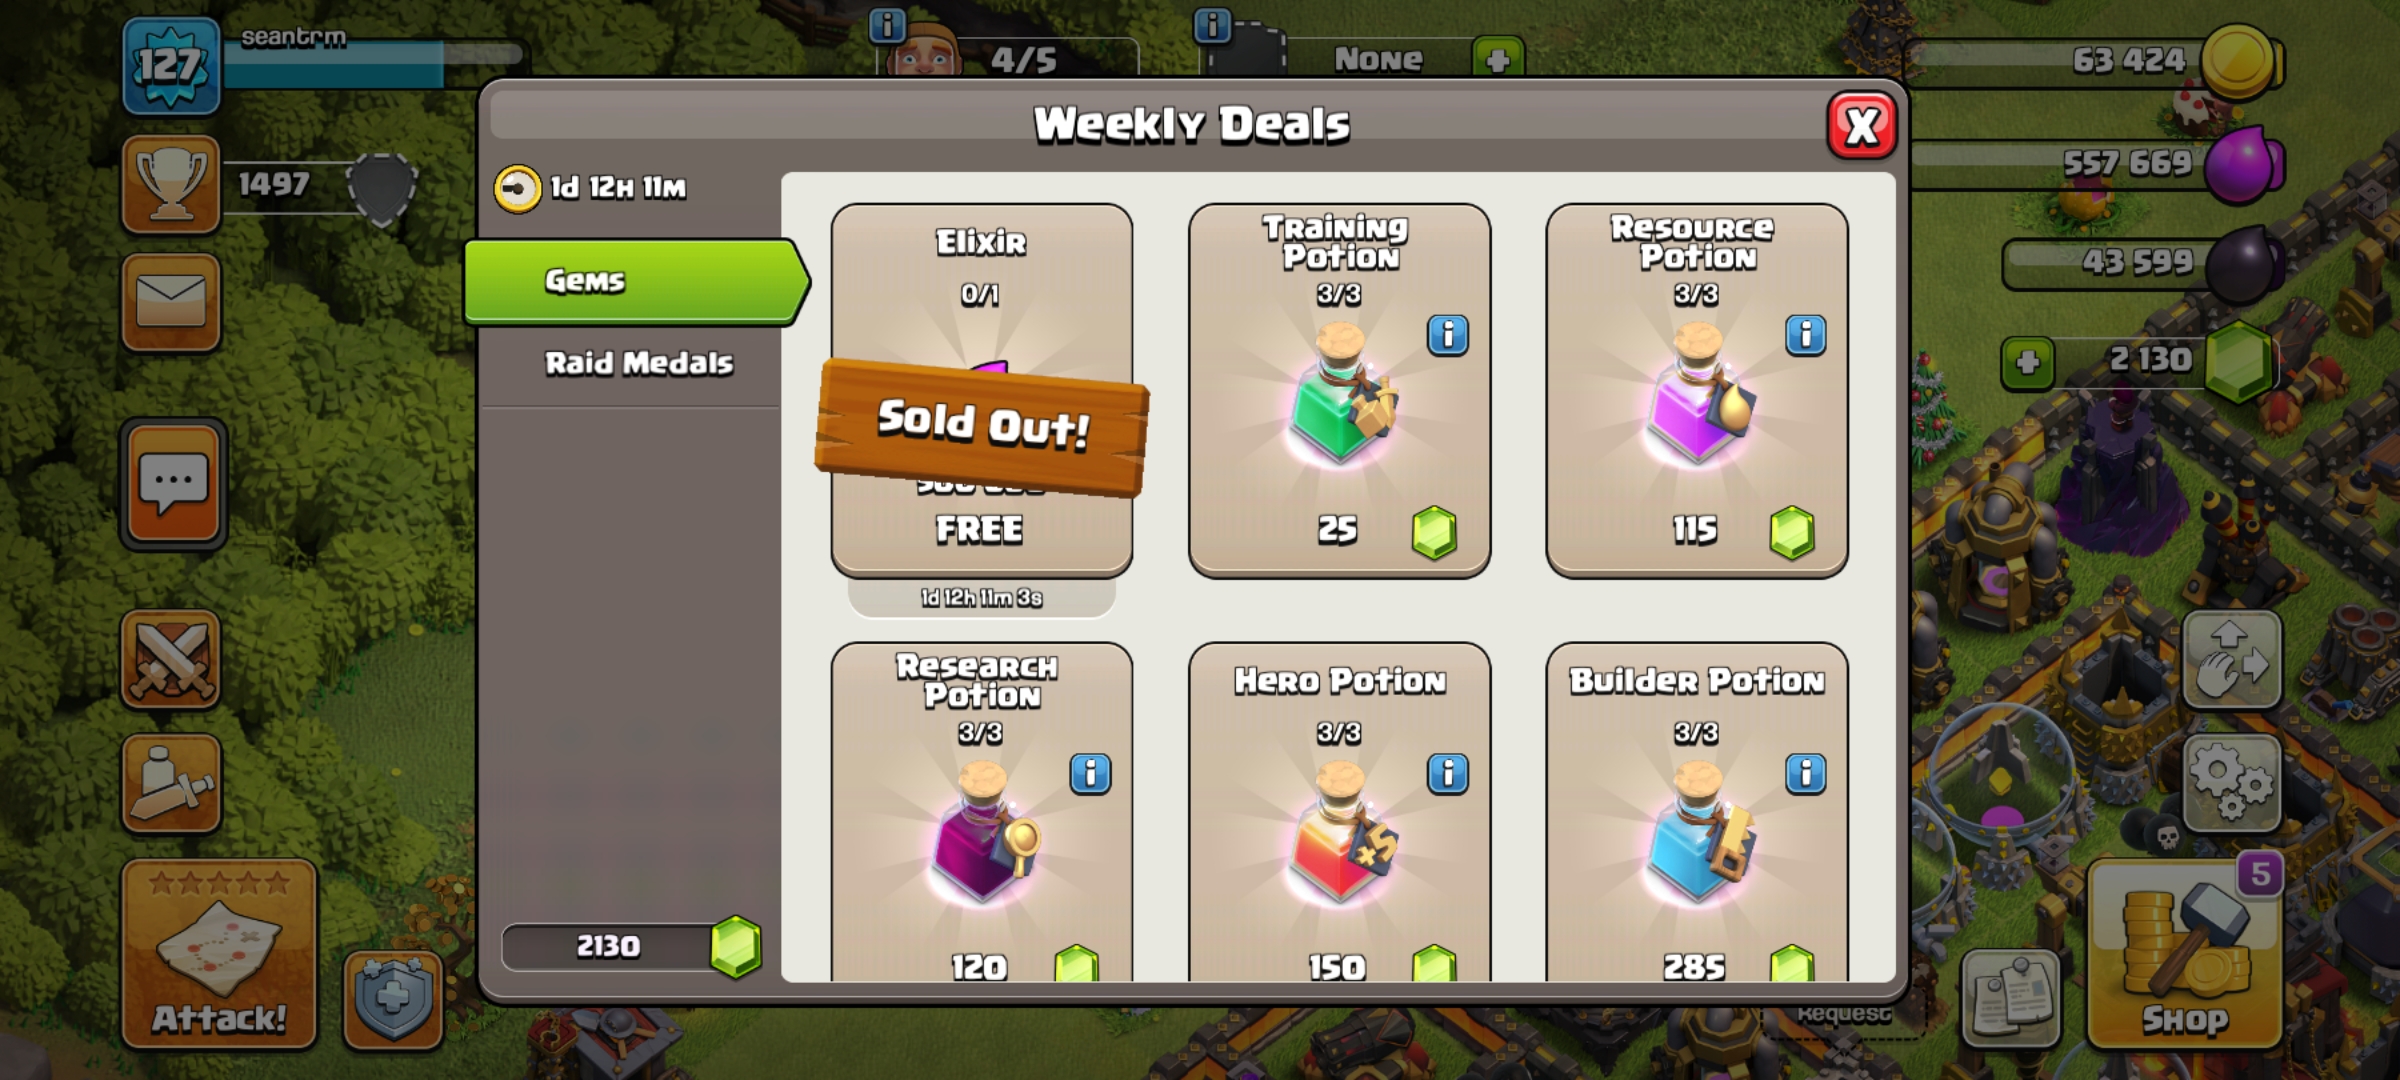 127
seantrm
4/5
None
63 424
1497
557 669
43 599
2 130
Weekly Deals
X
1d 12H 11M
Gems
Raid Medals
2130
Elixir
0/1
Sold Out!
FREE
1d 12h 11m 3s
Training
Potion
3/3
25
Resource
Potion
3/3
115
Research
Potion
3/3
120
Hero Potion
3/3
+5
150
Builder Potion
3/3
285
Attack!
Request
5
Shop